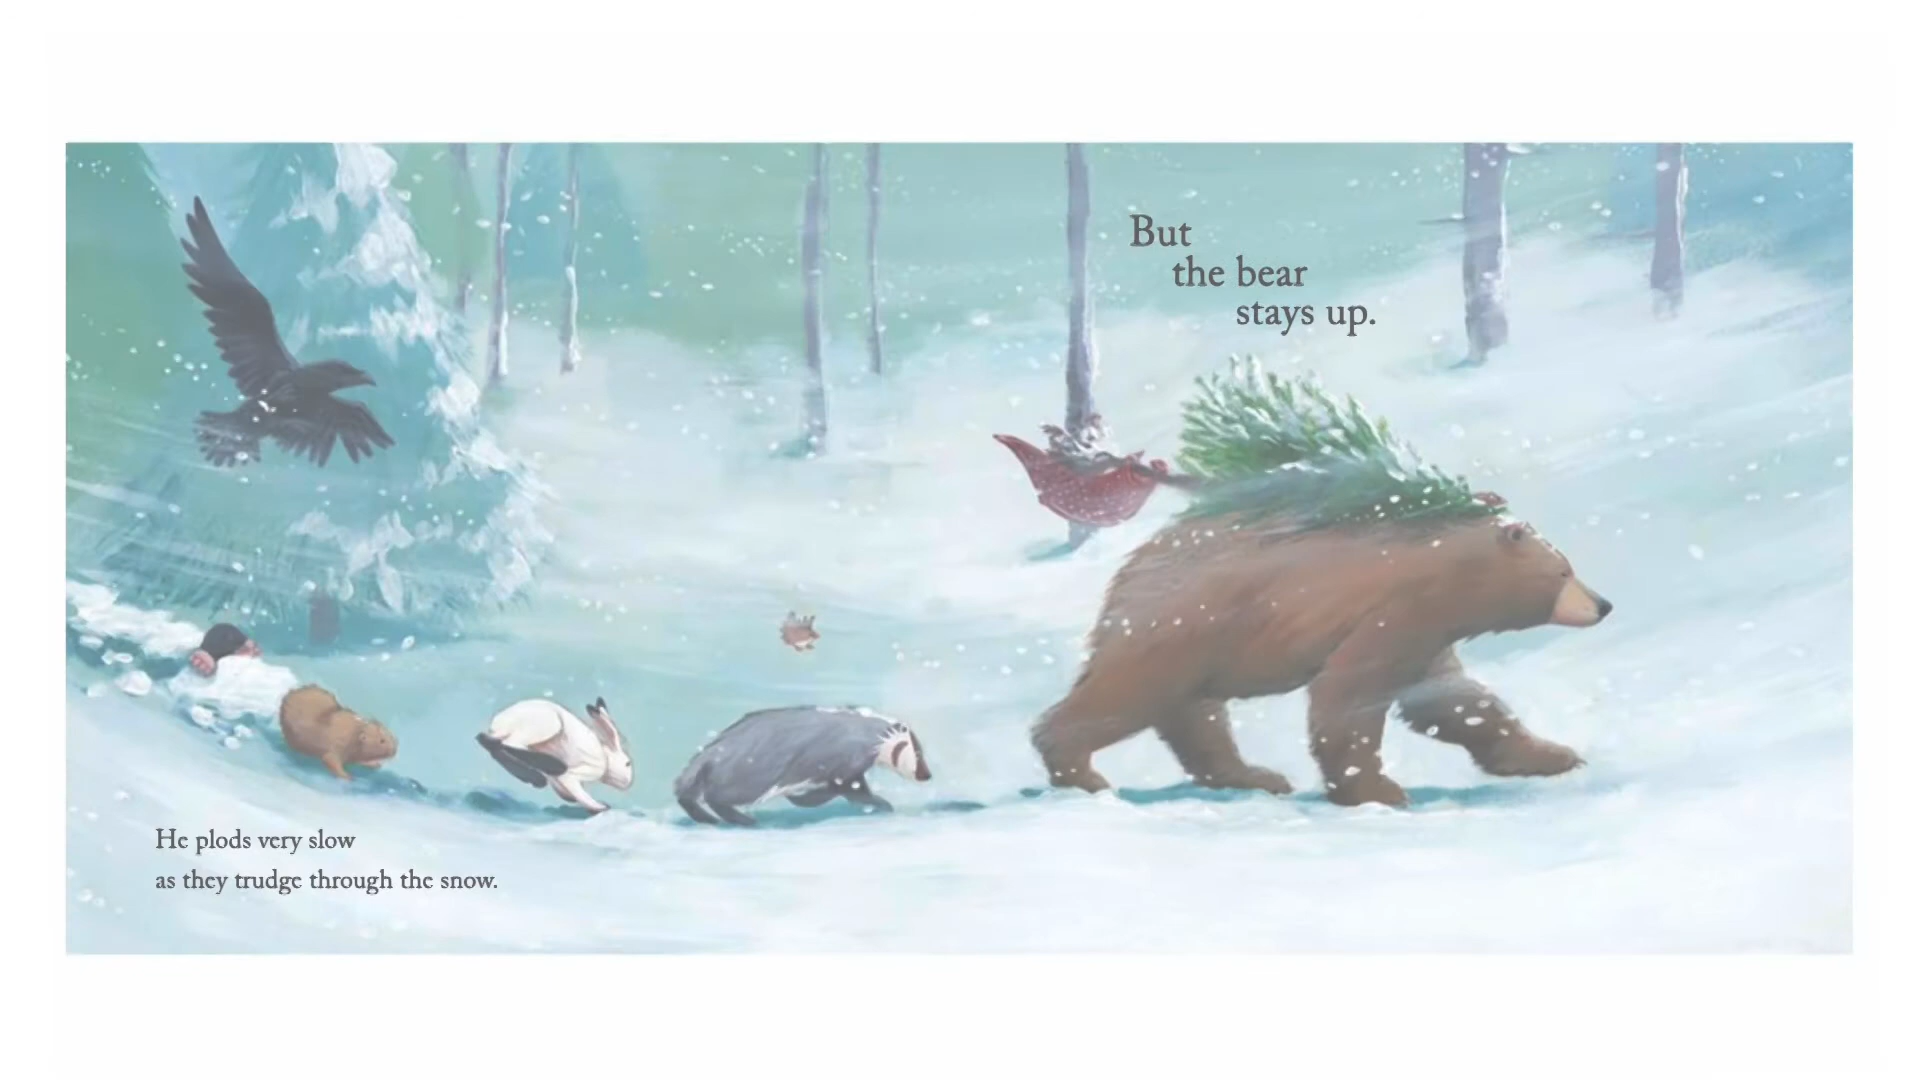 He plods very slow
as they trudge through the snow.
But
the bear
stays up.